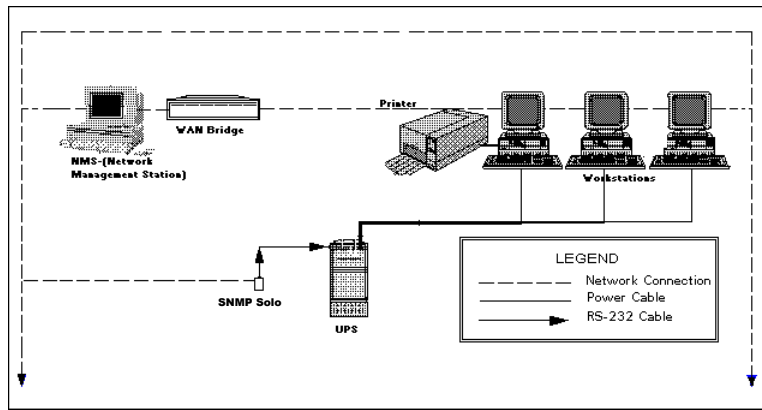 Printer
WAN Bridge
NMS-(Network
Management Station)
Workstations
SNMP Solo
UPS
LEGEND
Network Connection
Power Cable
RS-232 Cable